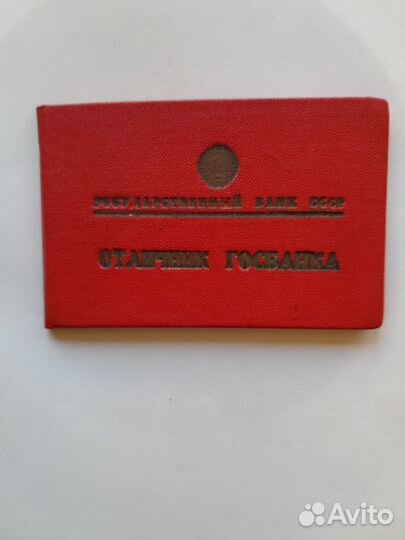 ГОСУДАРСТВЕННЫЙ БАНК СССР
ОТЛИЧНИК ГОСБАНКА
Avito